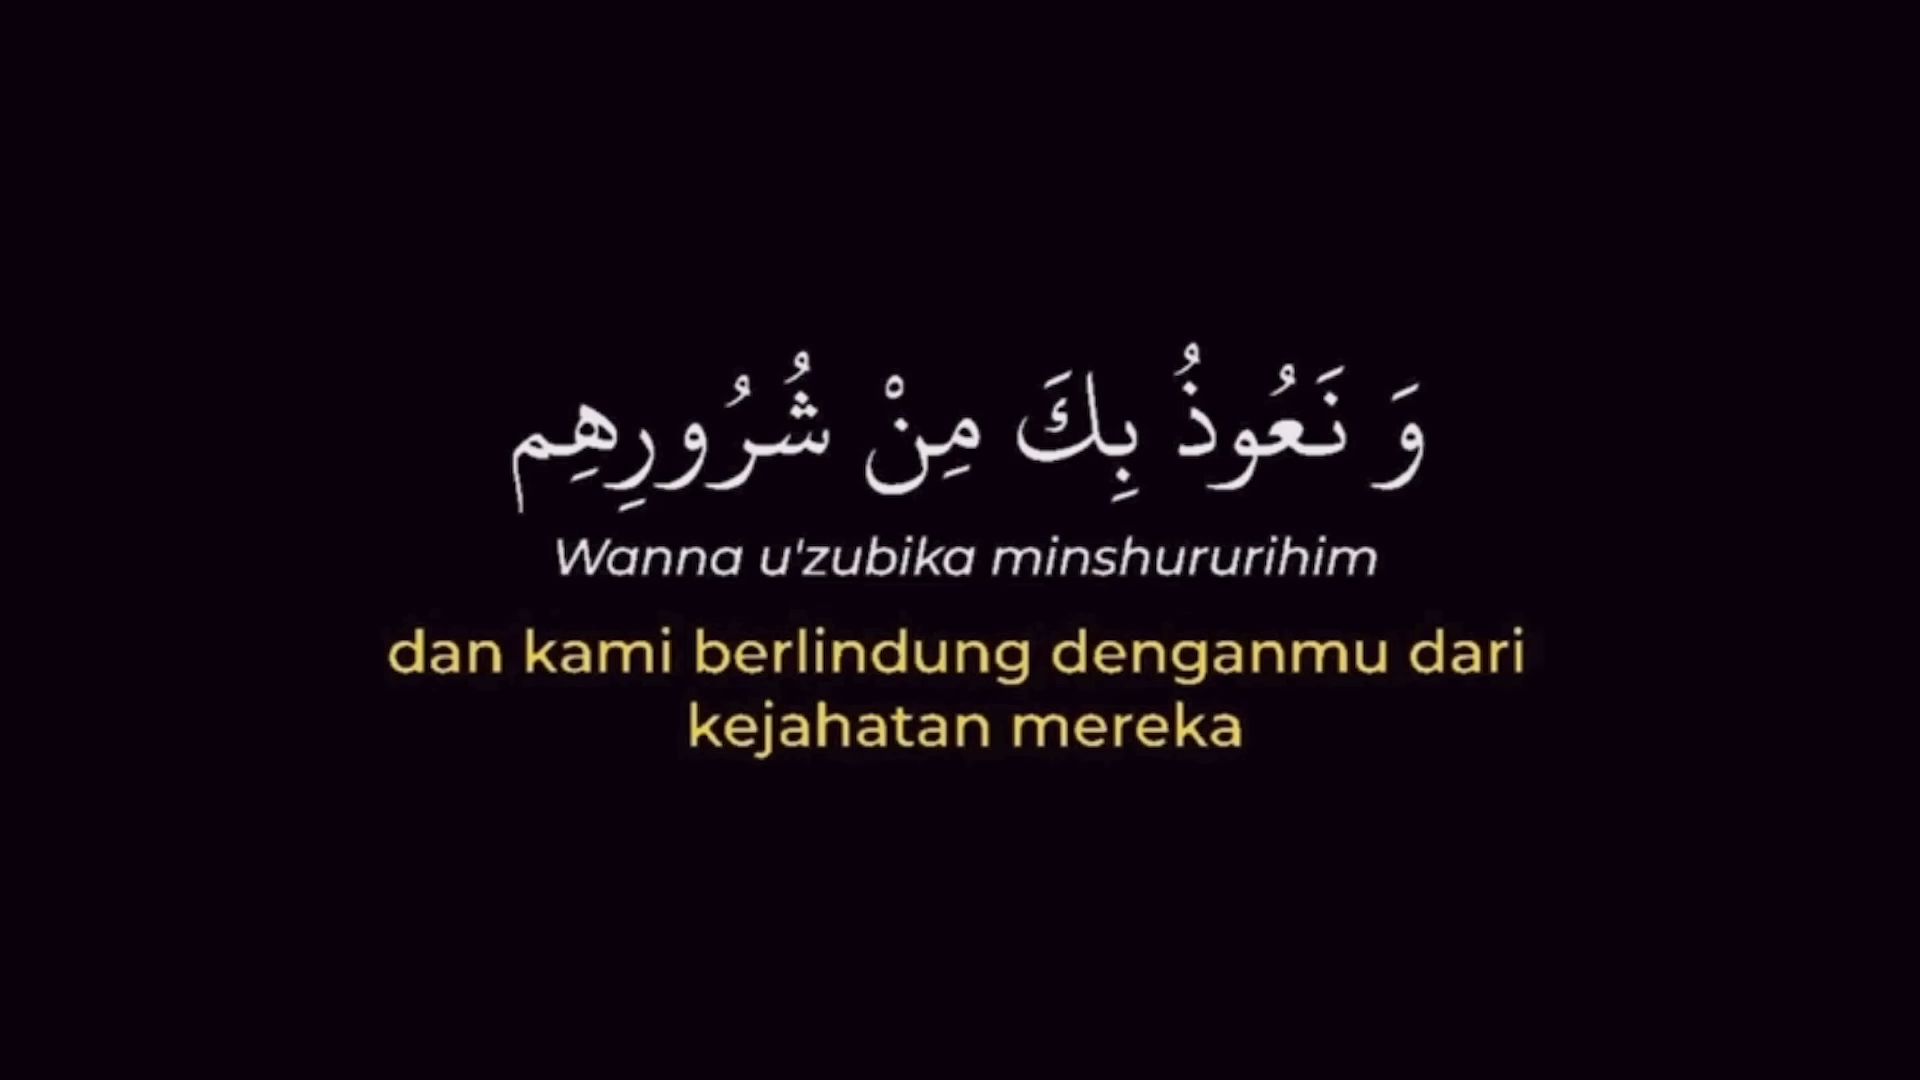 وَ نَعُوذُ بِكَ مِنْ شُرُورِهِم
Wanna u'zubika minshururihim
dan kami berlindung denganmu dari
kejahatan mereka